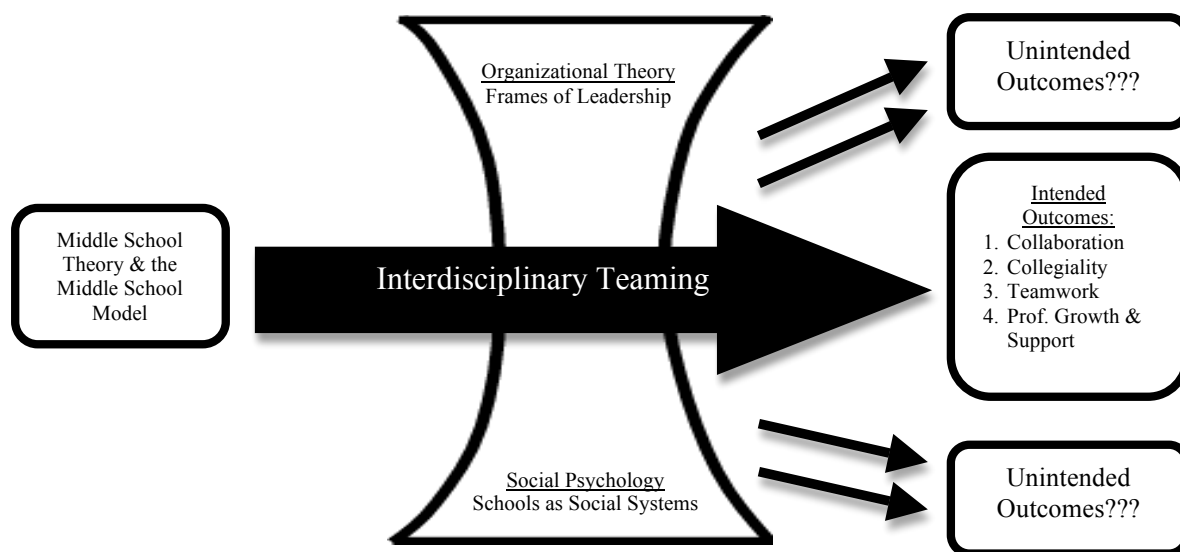 Middle School
Theory & the
Middle School
Model
Organizational Theory
Frames of Leadership
Interdisciplinary Teaming
Social Psychology
Schools as Social Systems
Unintended
Outcomes???
Intended
Outcomes:
1. Collaboration
2. Collegiality
3. Teamwork
4. Prof. Growth &
Support
Unintended
Outcomes???